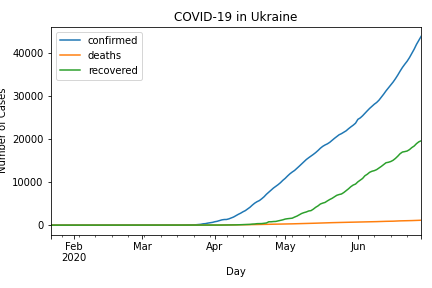 COVID-19 in Ukraine
confirmed
deaths
recovered
40000
30000
20000
10000
0
Number of Cases
Feb
2020
Mar
Apr
May
Jun
Day